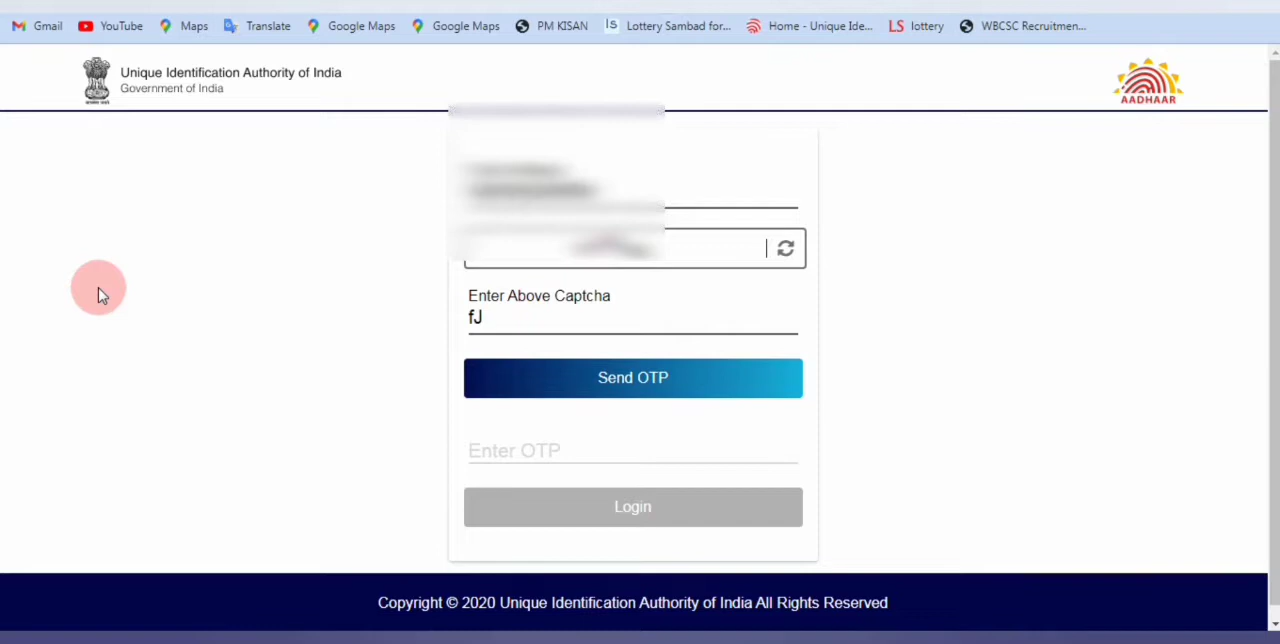 Gmail YouTube Maps Translate Google Maps Google Maps PM KISAN LS Lottery Sambad for... Home - Unique Ide... LS lottery WBCSC Recruitmen...
Unique Identification Authority of India
Government of India
AADHAAR
Enter Above Captcha
fJ
Send OTP
Enter OTP
Login
Copyright © 2020 Unique Identification Authority of India All Rights Reserved